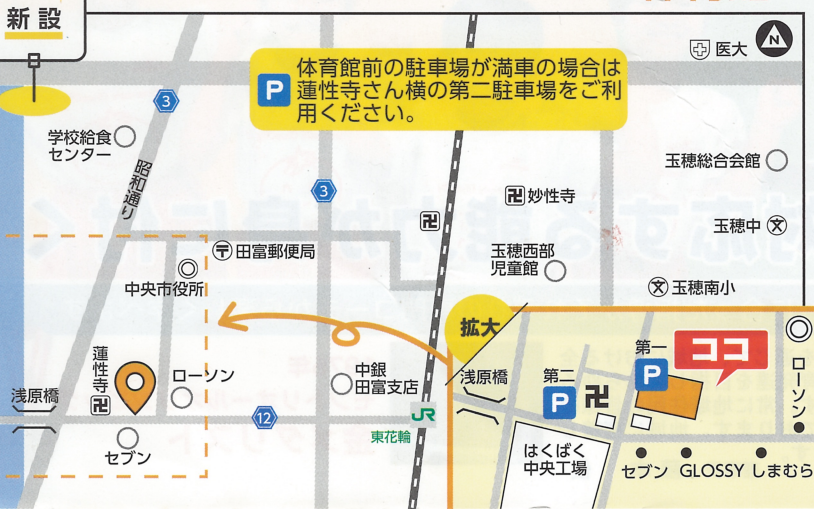 新設
N
医大
P
体育館前の駐車場が満車の場合は
蓮性寺さん横の第二駐車場をご利
用ください。
3
学校給食
センター
昭和通り
3
卍
卍 妙性寺
玉穂総合会館
玉穂中 文
〒 田富郵便局
玉穂西部
児童館
中央市役所
文 玉穂南小
拡大
蓮性寺
卍
ローソン
中銀
田富支店
浅原橋
12
JR
東花輪
セブン
浅原橋
第二
P
卍
第一
P
ココ
ローソン
はくばく
中央工場
セブン
GLOSSY
しまむら